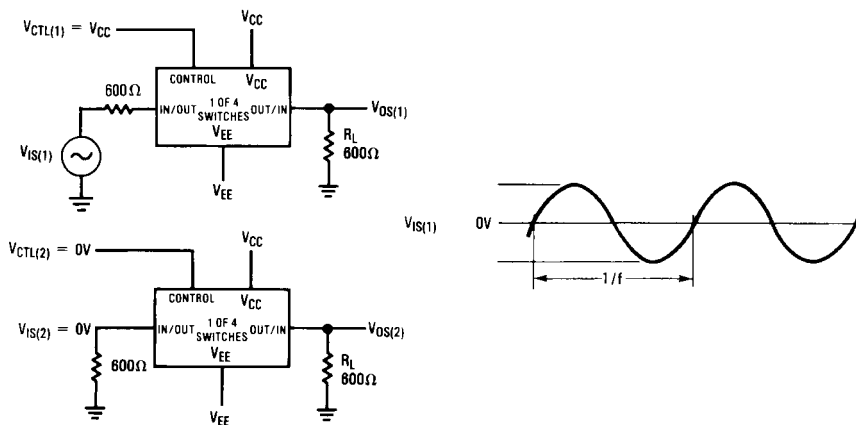 V_CTL(1) = V_CC
V_CC
CONTROL
V_CC
600Ω
IN/OUT
1 OF 4
SWITCHES
OUT/IN
V_OS(1)
V_EE
V_IS(1)
R_L
600Ω
V_EE
V_CTL(2) = 0V
V_CC
CONTROL
V_CC
V_IS(2) = 0V
IN/OUT
1 OF 4
SWITCHES
OUT/IN
V_OS(2)
V_EE
600Ω
R_L
600Ω
V_EE
V_IS(1)
0V
1/f